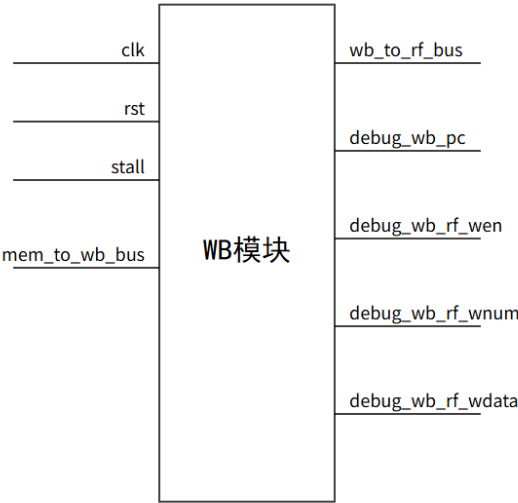 clk
rst
stall
mem_to_wb_bus
WB模块
wb_to_rf_bus
debug_wb_pc
debug_wb_rf_wen
debug_wb_rf_wnum
debug_wb_rf_wdata